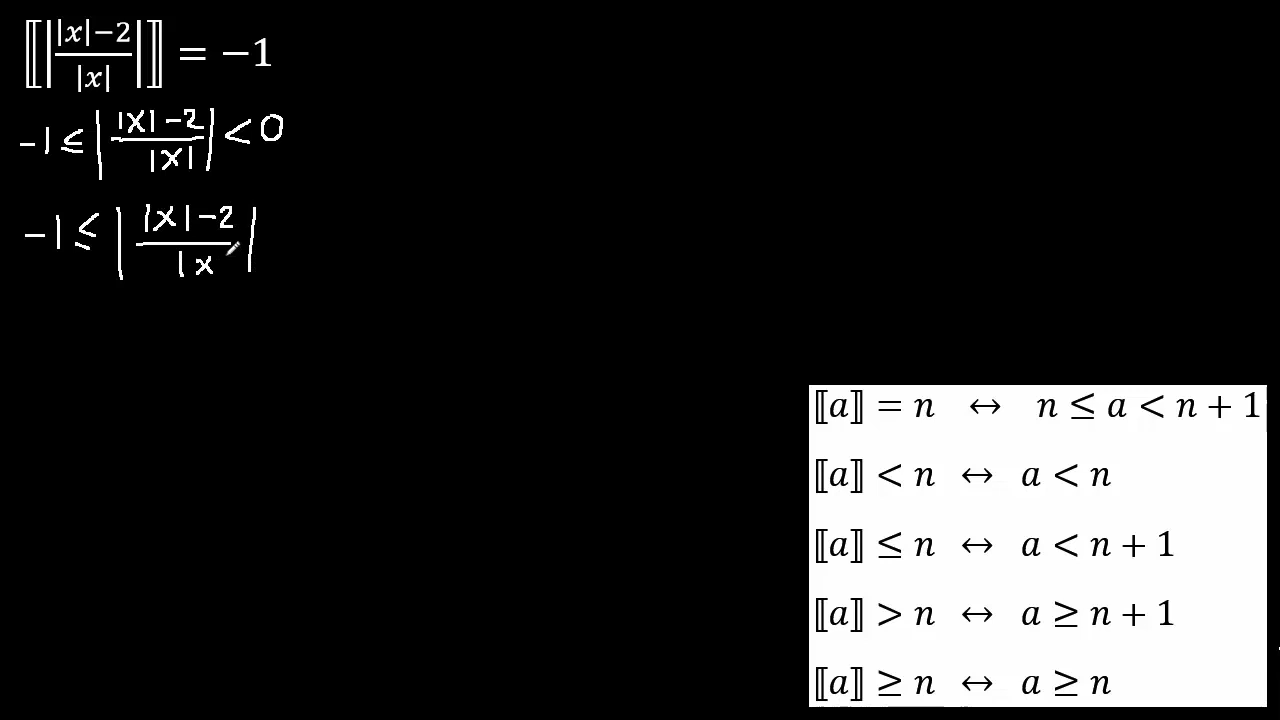 ⟦| |x|−2 / |x| |⟧ = −1
−1 ≤ | |x|−2 / |x| | < 0
−1 ≤ | |x|−2 / |x |
⟦a⟧ = n ↔ n ≤ a < n + 1
⟦a⟧ < n ↔ a < n
⟦a⟧ ≤ n ↔ a < n + 1
⟦a⟧ > n ↔ a ≥ n + 1
⟦a⟧ ≥ n ↔ a ≥ n